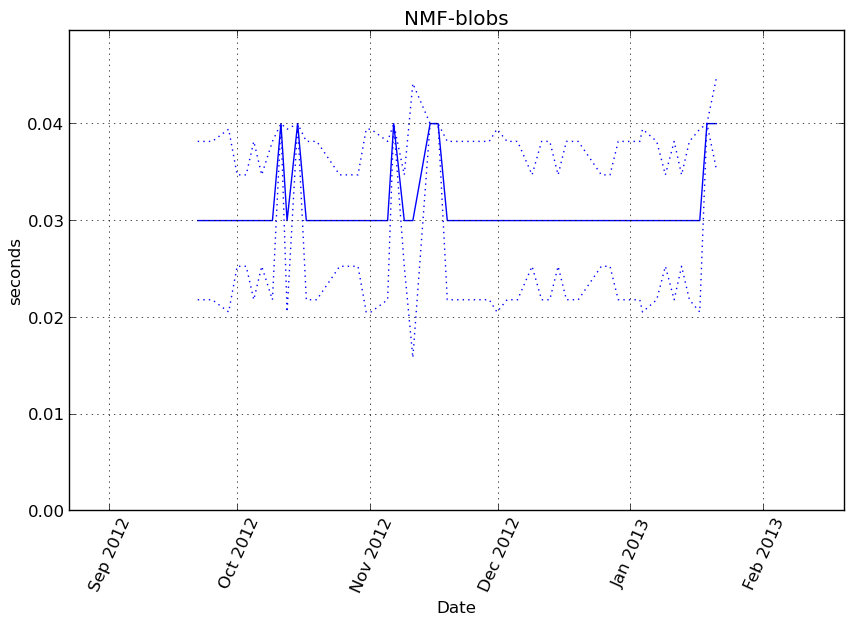 NMF-blobs
0.04
0.03
0.02
0.01
0.00
seconds
Sep 2012
Oct 2012
Nov 2012
Dec 2012
Jan 2013
Feb 2013
Date